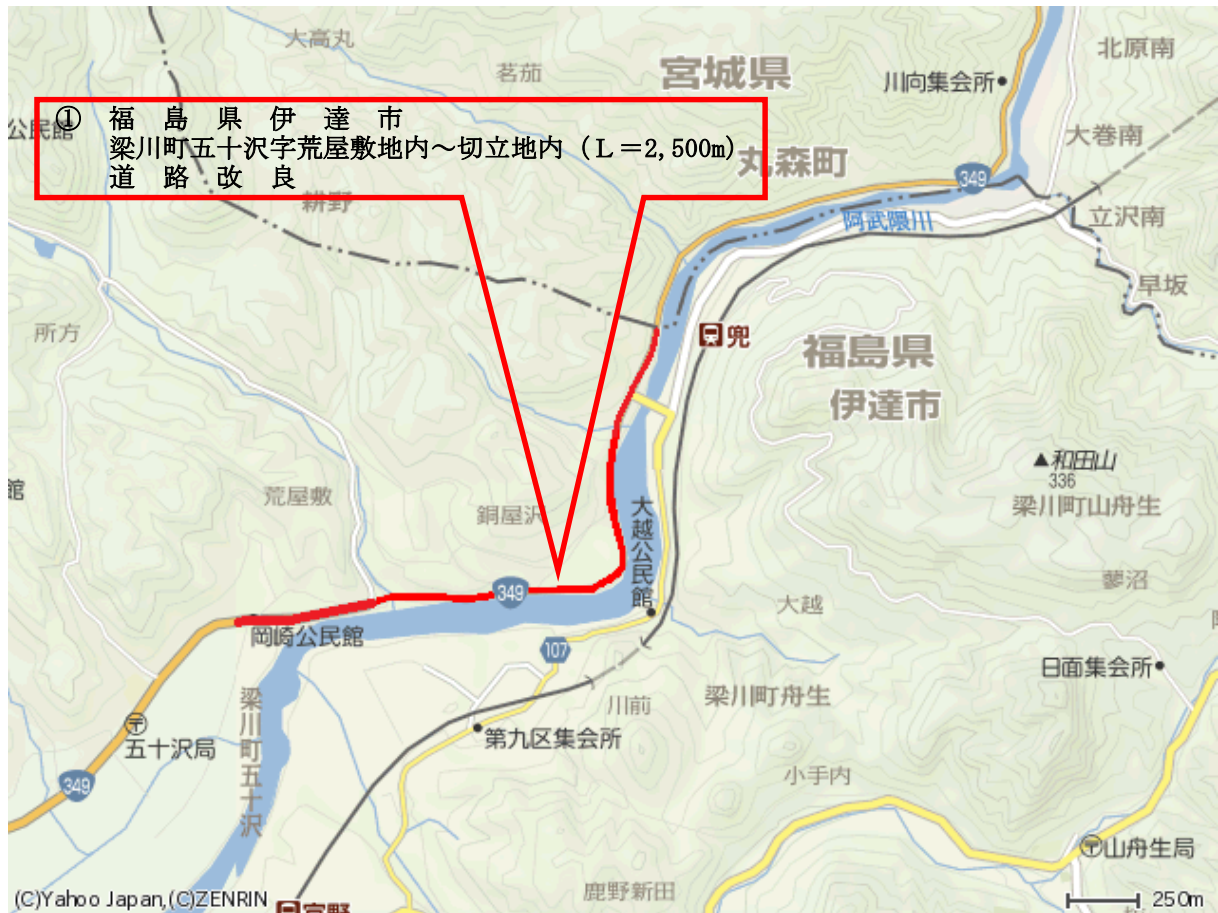 大高丸
茗茄
宮城県
北原南
川向集会所
公民館
① 福島県伊達市
梁川町五十沢字荒屋敷地内～切立地内（L＝2,500m）
道路改良
大巻南
丸森町
349
耕野
阿武隈川
立沢南
早坂
所方
兜
福島県
伊達市
和田山
336
館
荒屋敷
銅屋沢
梁川町山舟生
大越公民館
349
蓼沼
大越
岡崎公民館
107
日面集会所
梁川町五十沢
川前
梁川町舟生
五十沢局
第九区集会所
349
小手内
山舟生局
鹿野新田
(C)Yahoo Japan,(C)ZENRIN
富野
250m